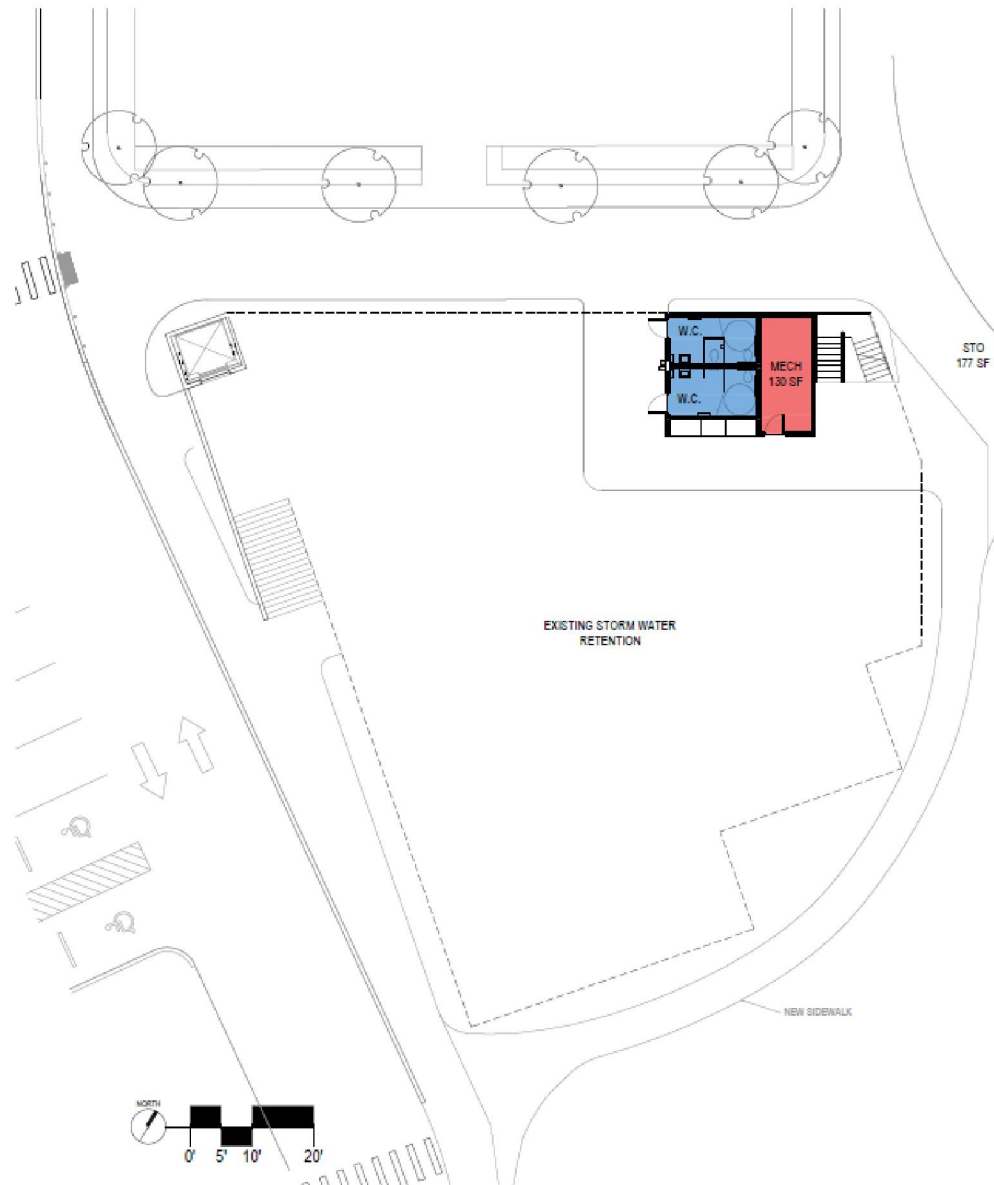 W.C.
MECH
130 SF
W.C.
STO
177 SF
EXISTING STORM WATER
RETENTION
NEW SIDEWALK
NORTH
0' 5' 10' 20'